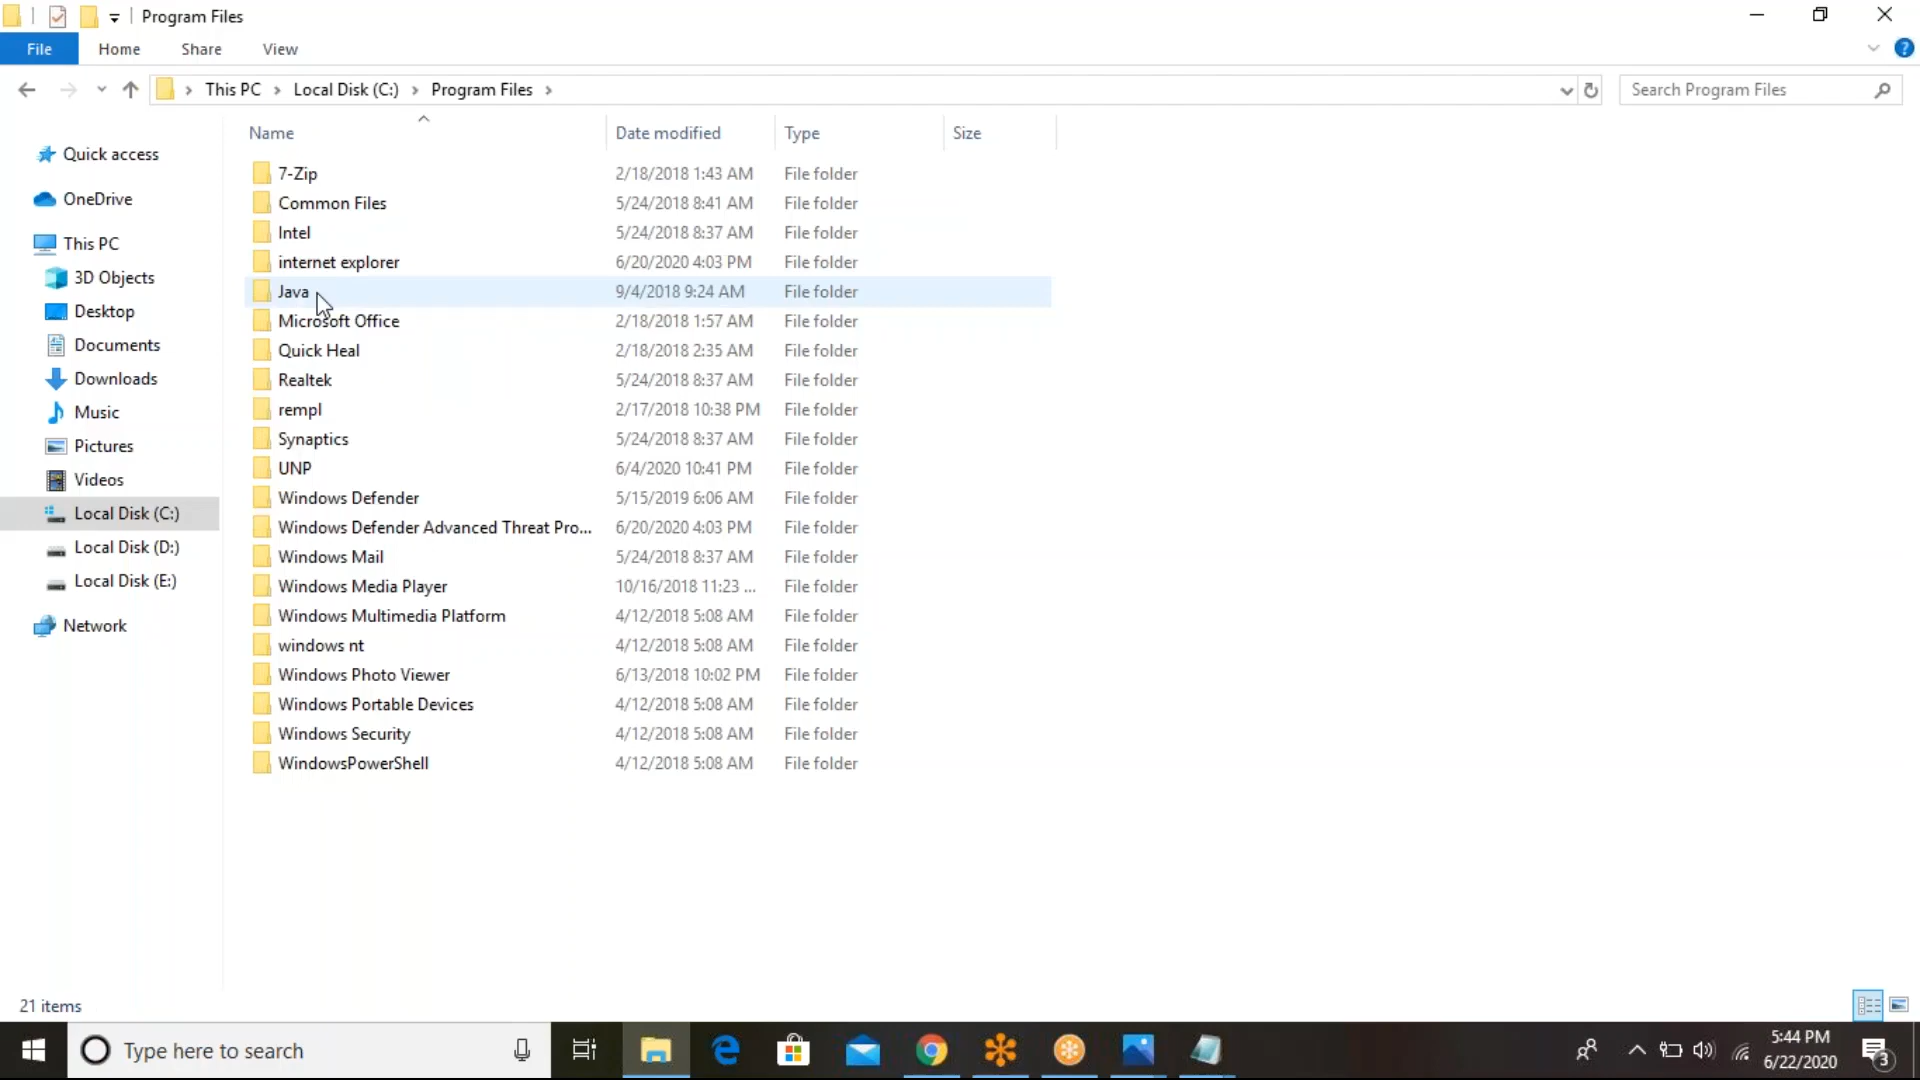 Program Files
File Home Share View
This PC Local Disk (C:) Program Files
Search Program Files
Name Date modified Type Size
Quick access
OneDrive
This PC
3D Objects
Desktop
Documents
Downloads
Music
Pictures
Videos
Local Disk (C:)
Local Disk (D:)
Local Disk (E:)
Network
7-Zip 2/18/2018 1:43 AM File folder
Common Files 5/24/2018 8:41 AM File folder
Intel 5/24/2018 8:37 AM File folder
internet explorer 6/20/2020 4:03 PM File folder
Java 9/4/2018 9:24 AM File folder
Microsoft Office 2/18/2018 1:57 AM File folder
Quick Heal 2/18/2018 2:35 AM File folder
Realtek 5/24/2018 8:37 AM File folder
rempl 2/17/2018 10:38 PM File folder
Synaptics 5/24/2018 8:37 AM File folder
UNP 6/4/2020 10:41 PM File folder
Windows Defender 5/15/2019 6:06 AM File folder
Windows Defender Advanced Threat Pro... 6/20/2020 4:03 PM File folder
Windows Mail 5/24/2018 8:37 AM File folder
Windows Media Player 10/16/2018 11:23 ... File folder
Windows Multimedia Platform 4/12/2018 5:08 AM File folder
windows nt 4/12/2018 5:08 AM File folder
Windows Photo Viewer 6/13/2018 10:02 PM File folder
Windows Portable Devices 4/12/2018 5:08 AM File folder
Windows Security 4/12/2018 5:08 AM File folder
WindowsPowerShell 4/12/2018 5:08 AM File folder
21 items
Type here to search
5:44 PM
6/22/2020
3